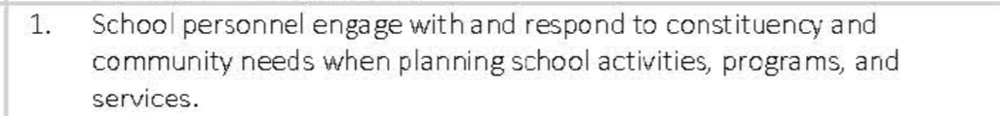 1. School personnel engage with and respond to constituency and
community needs when planning school activities, programs, and
services.